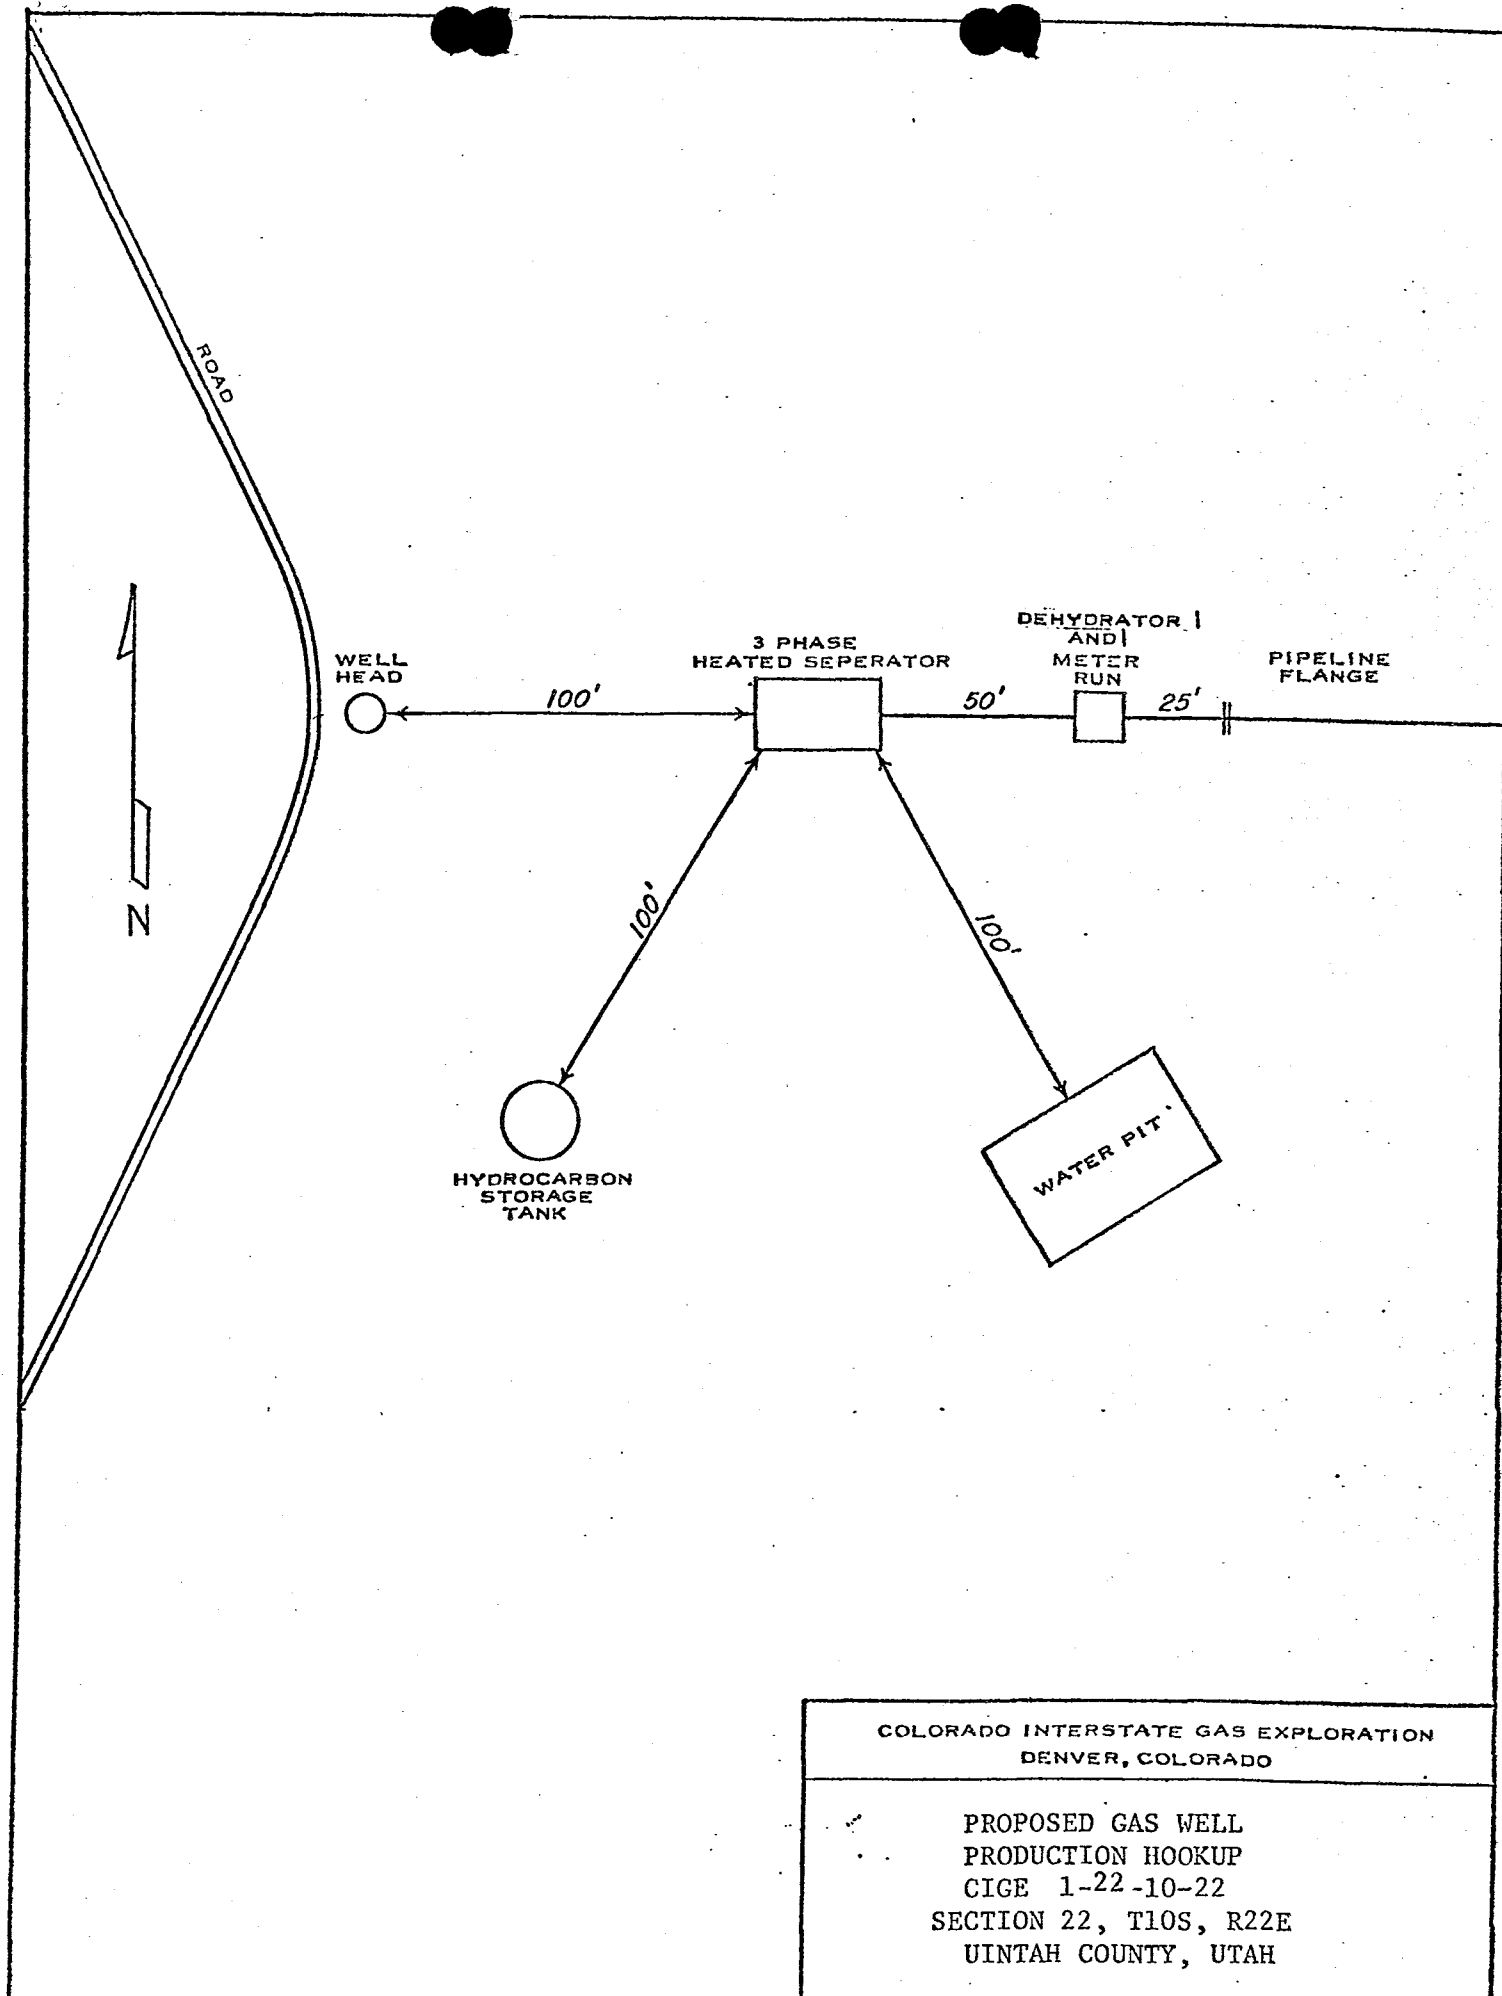 ROAD
WELL
HEAD
100'
3 PHASE
HEATED SEPERATOR
50'
DEHYDRATOR
AND
METER
RUN
25'
PIPELINE
FLANGE
N
100'
100'
HYDROCARBON
STORAGE
TANK
WATER PIT
COLORADO INTERSTATE GAS EXPLORATION
DENVER, COLORADO
PROPOSED GAS WELL
PRODUCTION HOOKUP
CIGE 1-22-10-22
SECTION 22, T10S, R22E
UINTAH COUNTY, UTAH